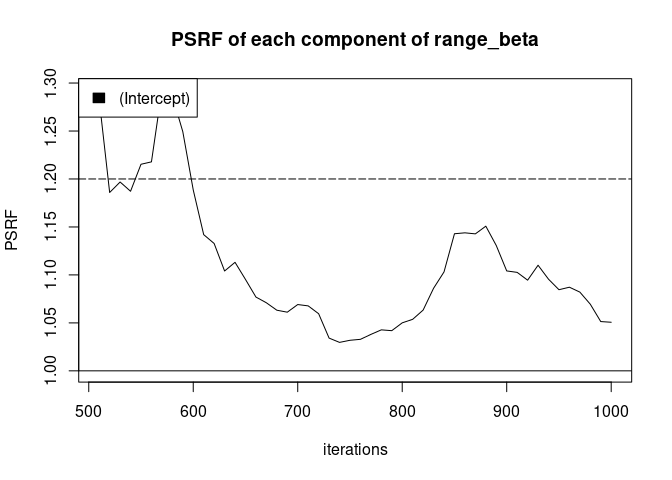 PSRF of each component of range_beta
(Intercept)
1.30
1.25
1.20
1.15
1.10
1.05
1.00
PSRF
500 600 700 800 900 1000
iterations